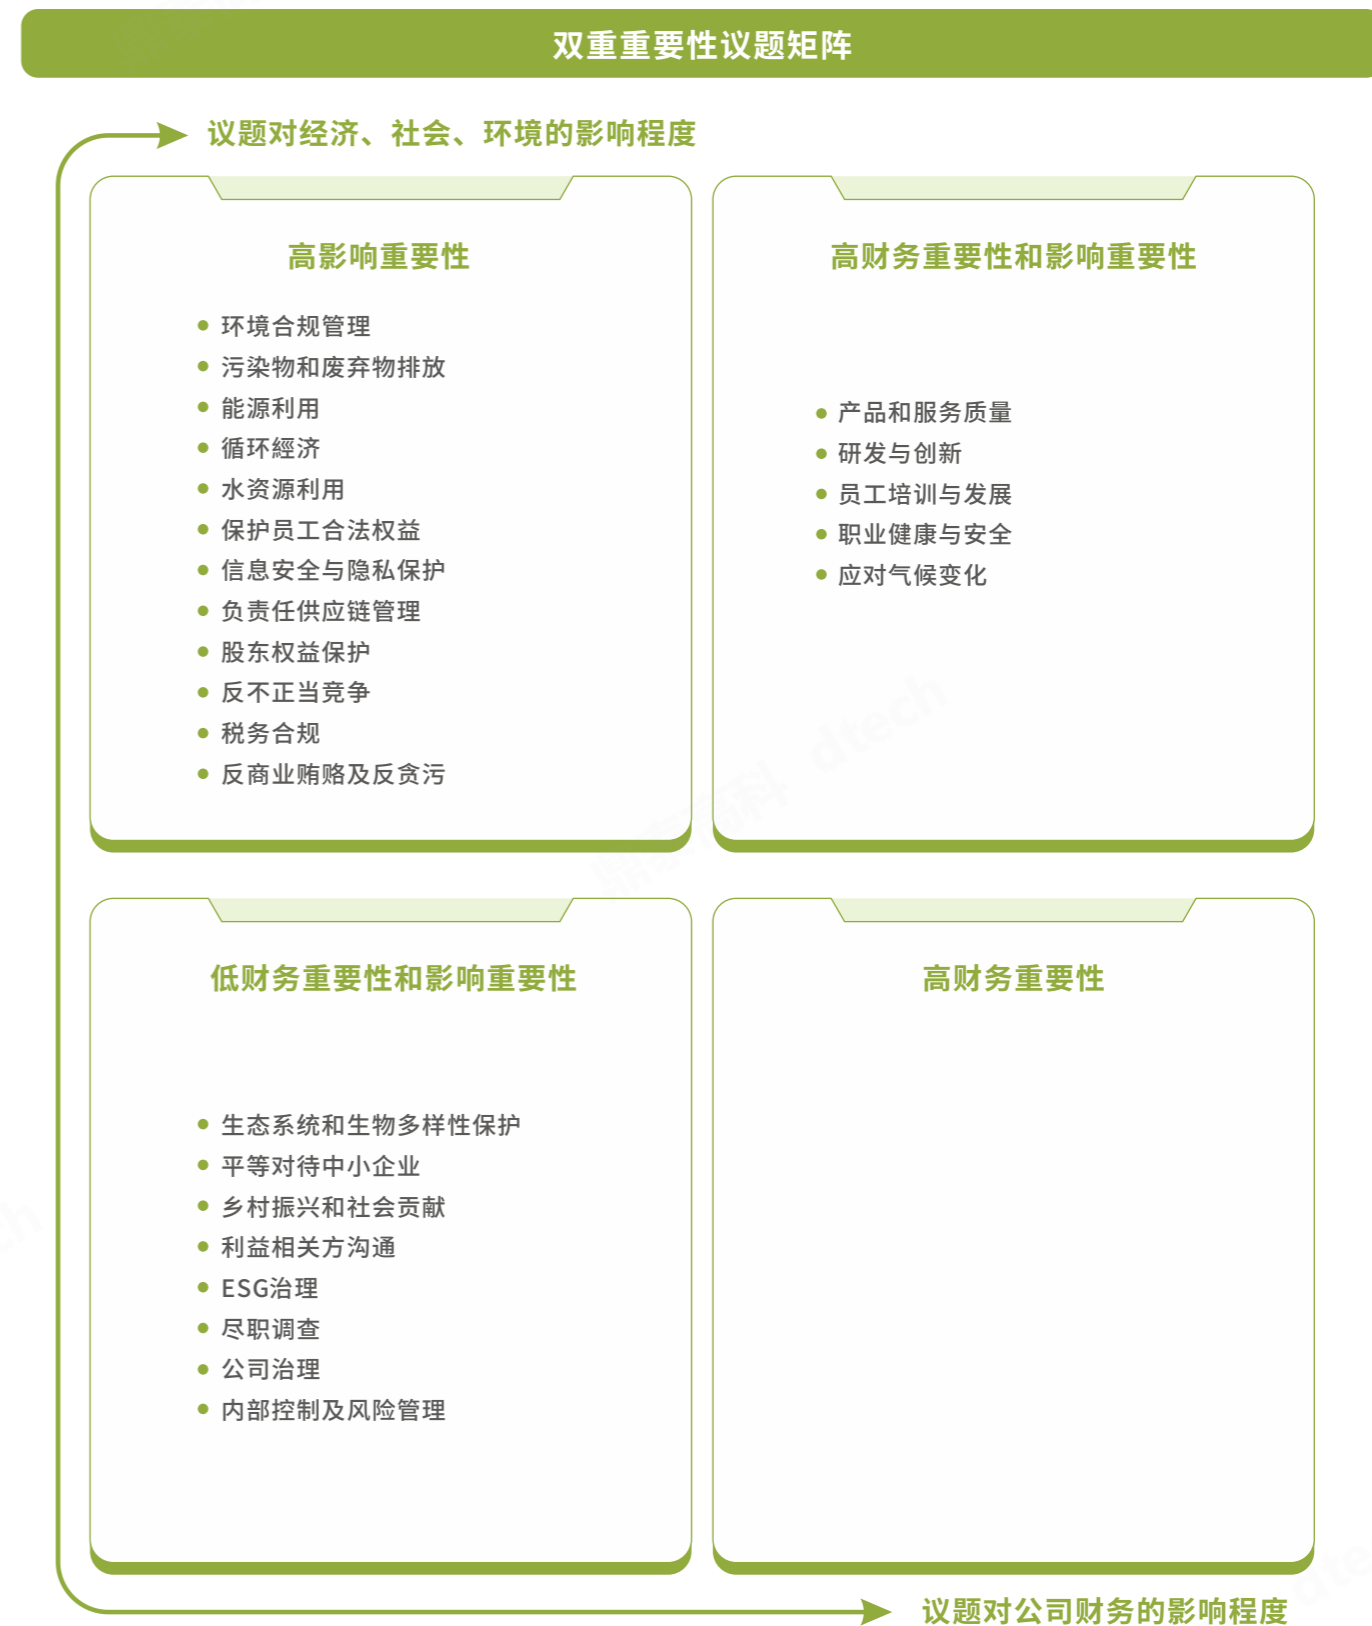 双重重要性议题矩阵
议题对经济、社会、环境的影响程度
高影响重要性
环境合规管理
污染物和废弃物排放
能源利用
循环經济
水资源利用
保护员工合法权益
信息安全与隐私保护
负责任供应链管理
股东权益保护
反不正当竞争
税务合规
反商业贿赂及反贪污
高财务重要性和影响重要性
产品和服务质量
研发与创新
员工培训与发展
职业健康与安全
应对气候变化
低财务重要性和影响重要性
生态系统和生物多样性保护
平等对待中小企业
乡村振兴和社会贡献
利益相关方沟通
ESG治理
尽职调查
公司治理
内部控制及风险管理
高财务重要性
议题对公司财务的影响程度